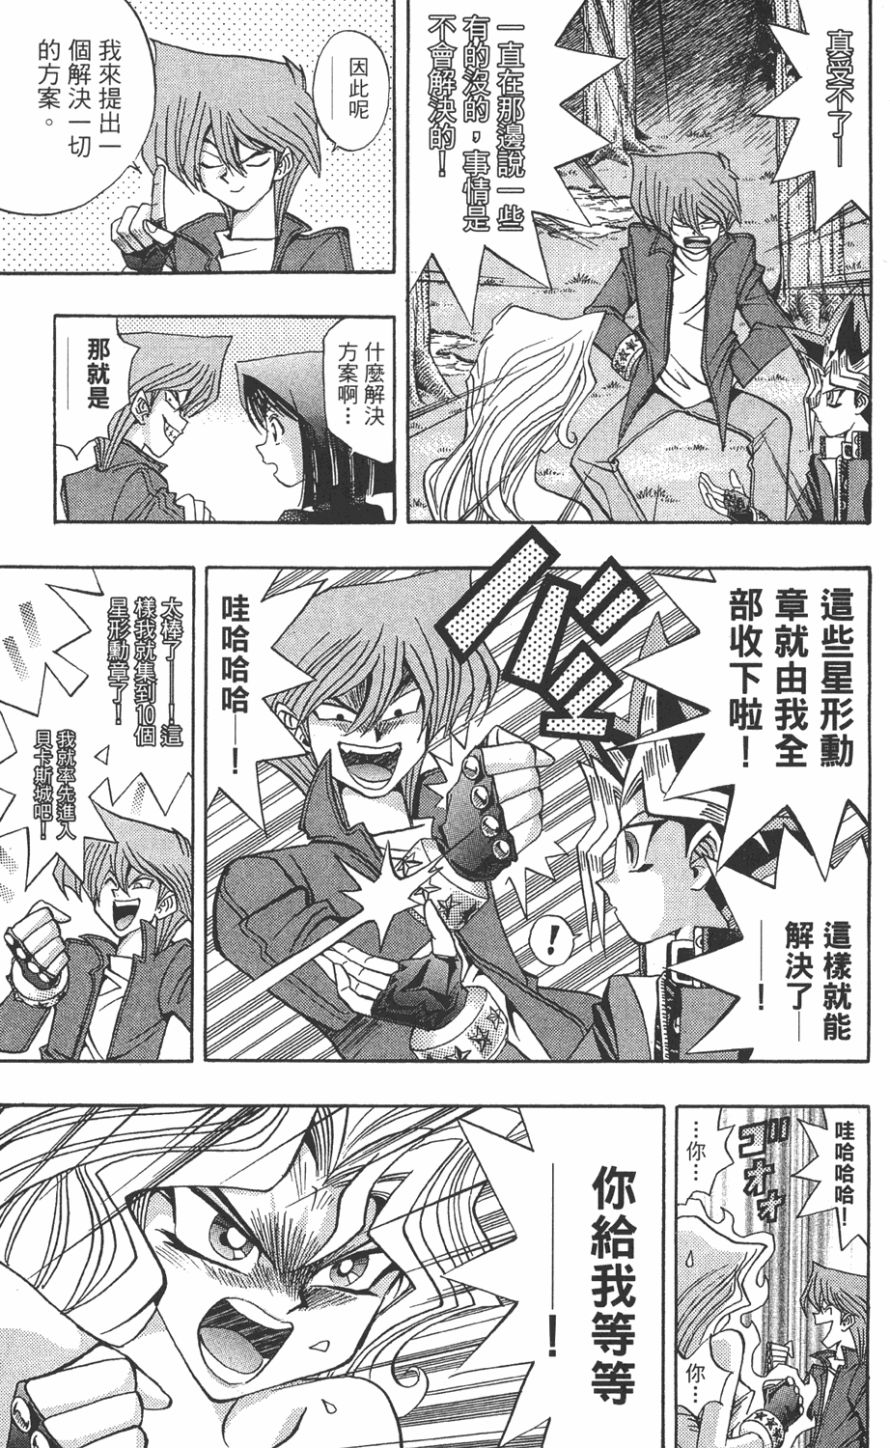 真受不了──
一直在那邊說一些
有的沒的，事情是
不會解決的！
因此呢
──
我來提出一
個解決一切
的方案。
什麼解決
方案啊…
那就是
──
這些星形勳
章就由我全
部收下啦！
這樣就能
解決了──
──！
！
哇哈哈哈──！
太棒了──！這
樣我就集到10個
星形勳章了！
我就率先進入
貝卡斯城吧！
哇哈哈哈！
ゴオォ
…你…
你…
你給我等等
──！